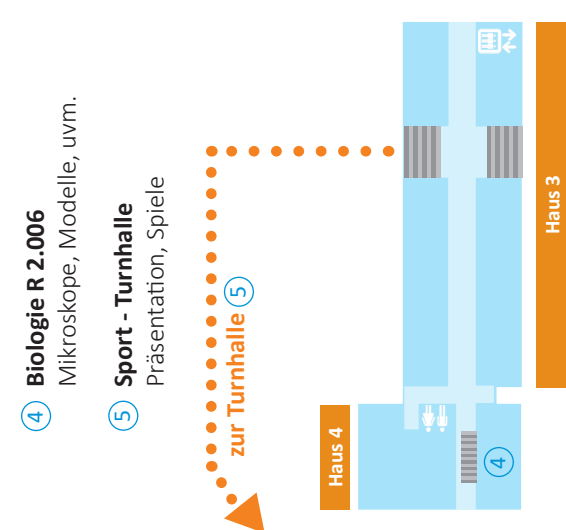 ④ Biologie R 2.006
Mikroskope, Modelle, uvm.
⑤ Sport - Turnhalle
Präsentation, Spiele
zur Turnhalle ⑤
Haus 4
④
Haus 3